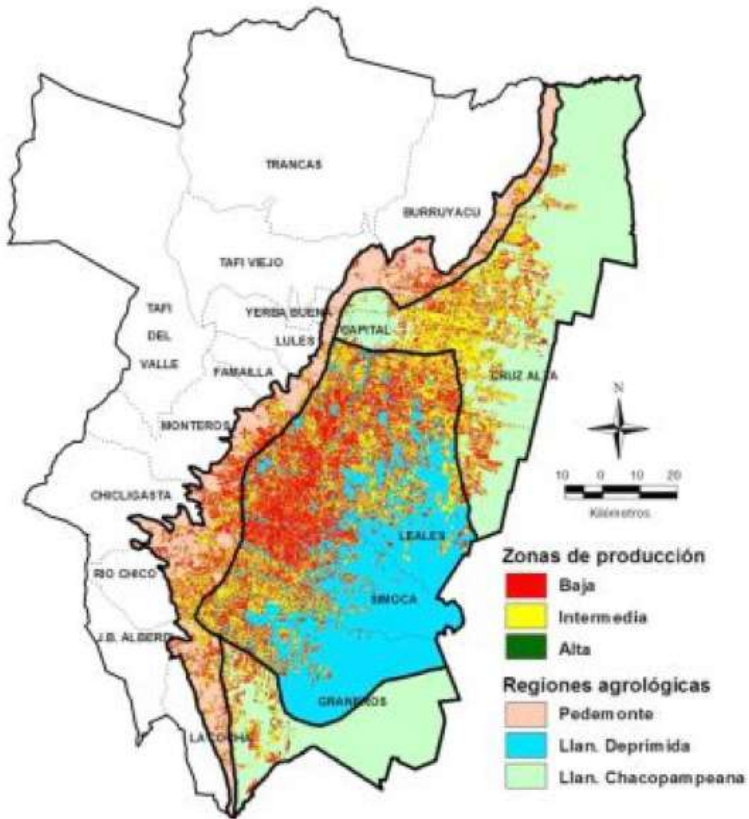 TRANCAS
BURRUYACU
TAFI VIEJO
TAFI
DEL
VALLE
YERBA BUENA
CAPITAL
LULES
FAMAILLA
CRUZ ALTA
MONTEROS
N
10 0 10 20
Kilómetros
CHICLIGASTA
LEALES
RIO CHICO
SIMOCA
J.B. ALBERDI
GRANEROS
LA COCHA
Zonas de producción
Baja
Intermedia
Alta
Regiones agrológicas
Pedemonte
Llan. Deprimida
Llan. Chacopampeana